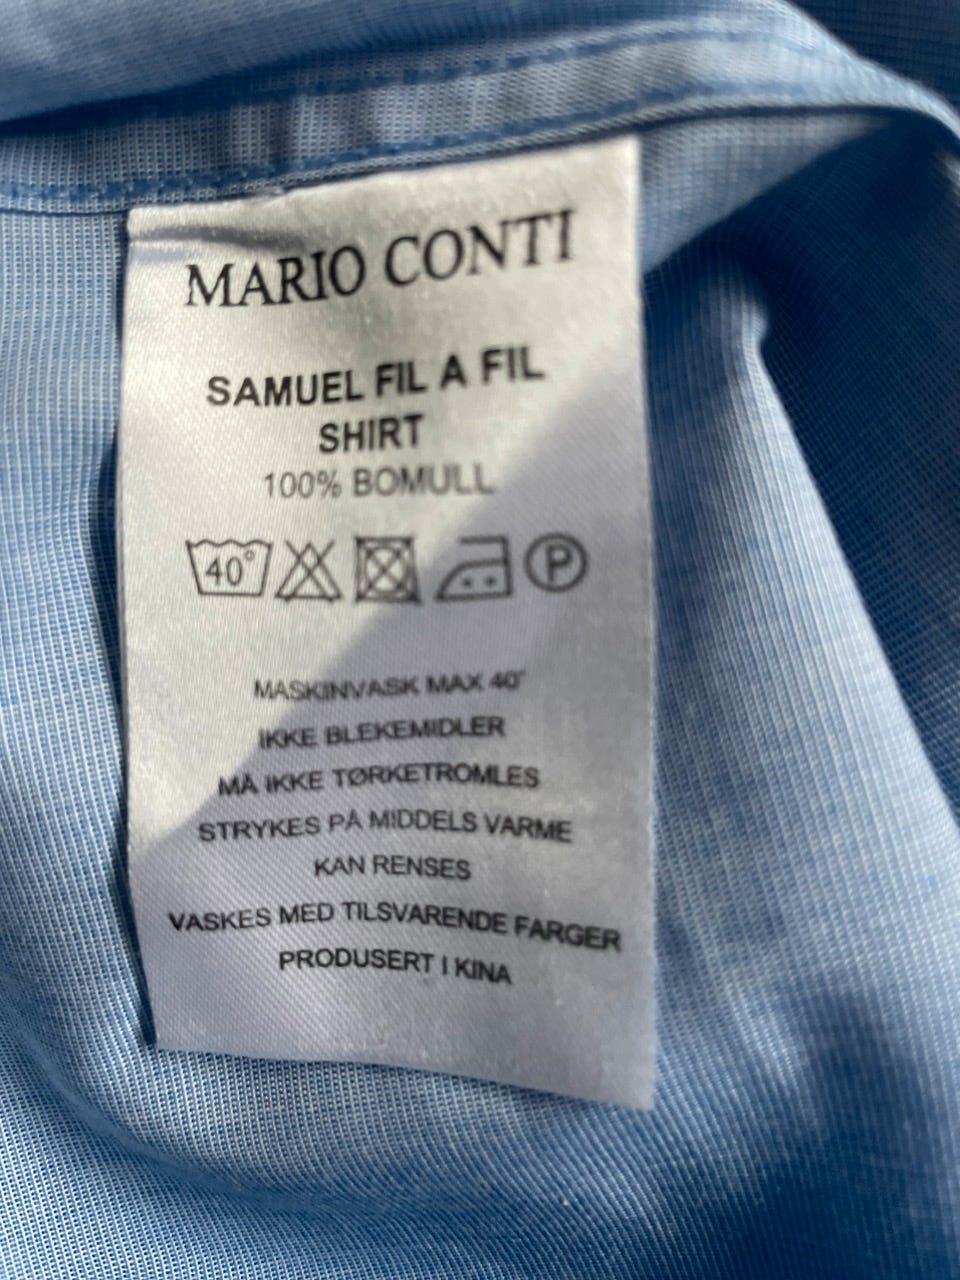 MARIO CONTI
SAMUEL FIL A FIL
SHIRT
100% BOMULL
40° P
MASKINVASK MAX 40°
IKKE BLEKEMIDLER
MÅ IKKE TØRKETROMLES
STRYKES PÅ MIDDELS VARME
KAN RENSES
VASKES MED TILSVARENDE FARGER
PRODUSERT I KINA